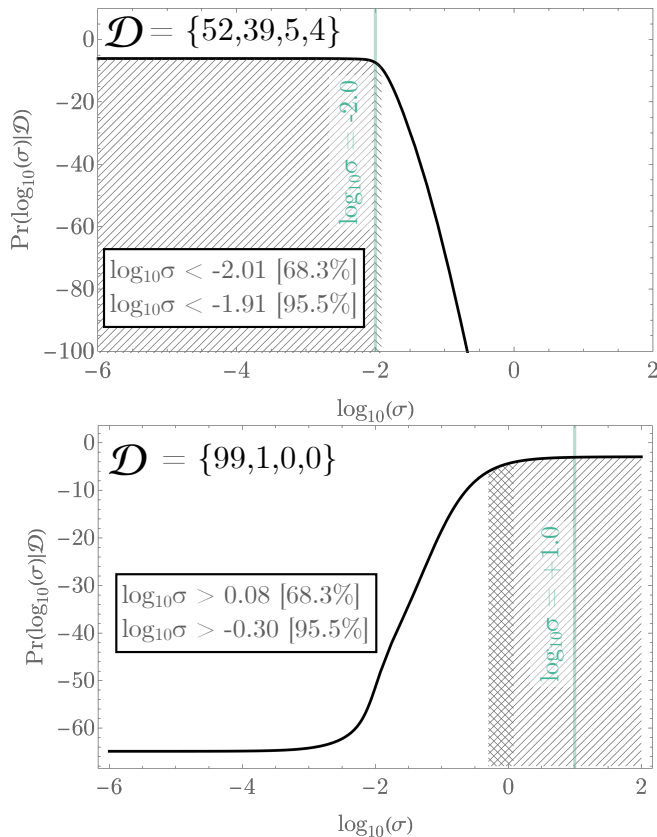 𝒟 = {52,39,5,4}
0
−20
−40
−60
−80
−100
Pr(log₁₀(σ)|𝒟)
log₁₀σ = -2.0
log₁₀σ < -2.01 [68.3%]
log₁₀σ < -1.91 [95.5%]
−6 −4 −2 0 2
log₁₀(σ)
𝒟 = {99,1,0,0}
0
−10
−20
−30
−40
−50
−60
Pr(log₁₀(σ)|𝒟)
log₁₀σ = +1.0
log₁₀σ > 0.08 [68.3%]
log₁₀σ > -0.30 [95.5%]
−6 −4 −2 0 2
log₁₀(σ)